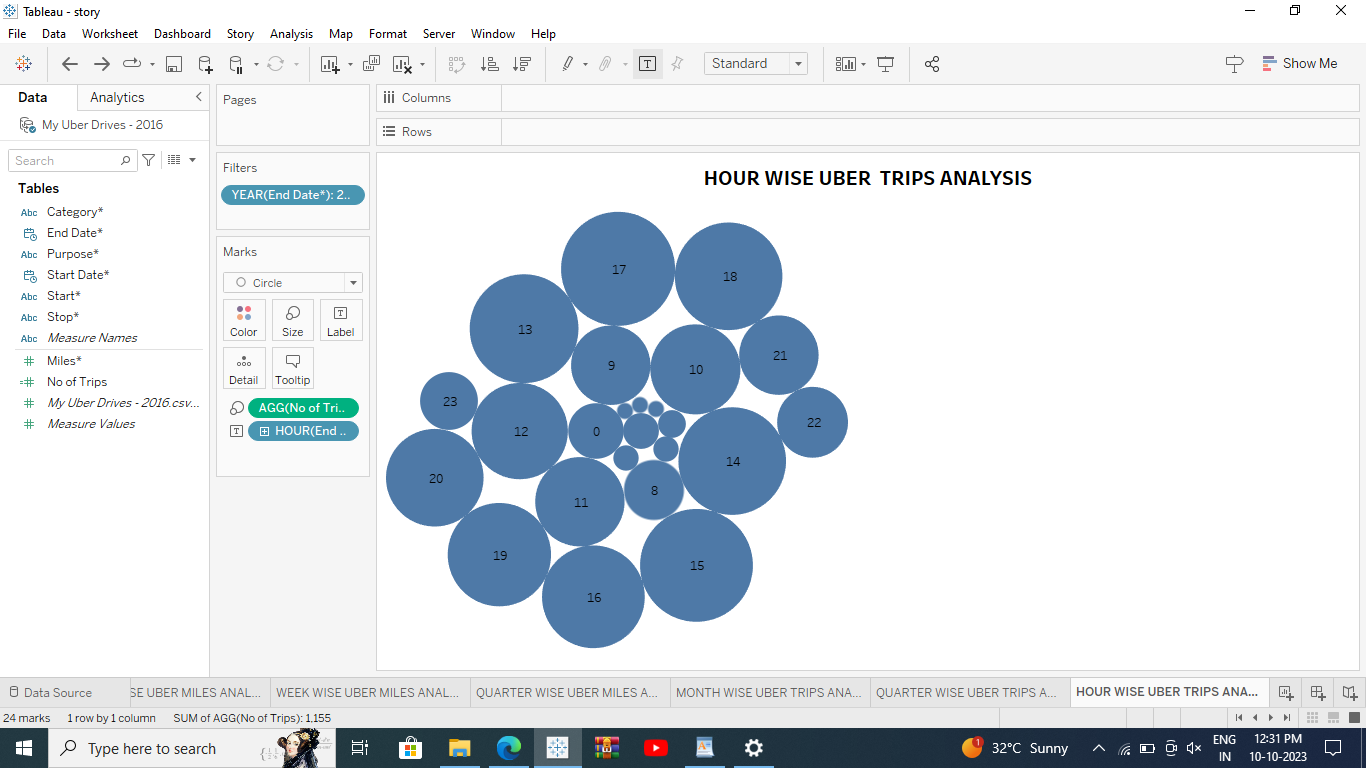 Tableau - story
File Data Worksheet Dashboard Story Analysis Map Format Server Window Help
Standard
Show Me
Data Analytics
My Uber Drives - 2016
Search
Tables
Abc Category*
End Date*
Abc Purpose*
Start Date*
Abc Start*
Abc Stop*
Abc Measure Names
# Miles*
=# No of Trips
# My Uber Drives - 2016.csv...
# Measure Values
Pages
Filters
YEAR(End Date*): 2..
Marks
Circle
Color Size Label
Detail Tooltip
AGG(No of Tri..
HOUR(End ..
Columns
Rows
HOUR WISE UBER  TRIPS ANALYSIS
17
18
13
21
9
10
23
22
12
0
14
20
8
11
19
15
16
Data Source
SE UBER MILES ANAL...
WEEK WISE UBER MILES ANAL...
QUARTER WISE UBER MILES A...
MONTH WISE UBER TRIPS ANA...
QUARTER WISE UBER TRIPS A...
HOUR WISE UBER TRIPS ANA...
24 marks 1 row by 1 column SUM of AGG(No of Trips): 1,155
Type here to search
1
32°C Sunny
ENG
IN
12:31 PM
10-10-2023